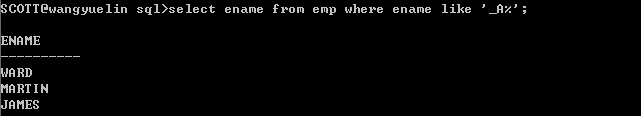 SCOTT@wangyuelin sql>select ename from emp where ename like '_A%';
ENAME
----------
WARD
MARTIN
JAMES